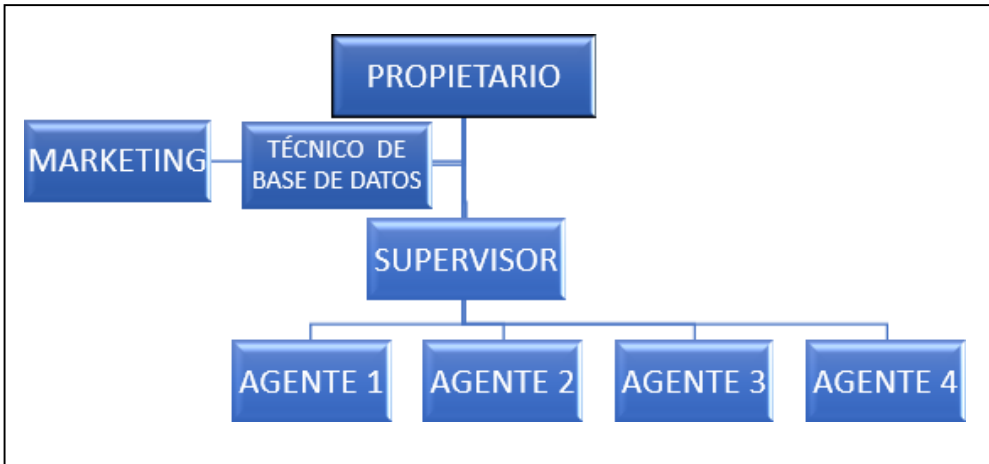 PROPIETARIO
MARKETING
TÉCNICO DE
BASE DE DATOS
SUPERVISOR
AGENTE 1
AGENTE 2
AGENTE 3
AGENTE 4